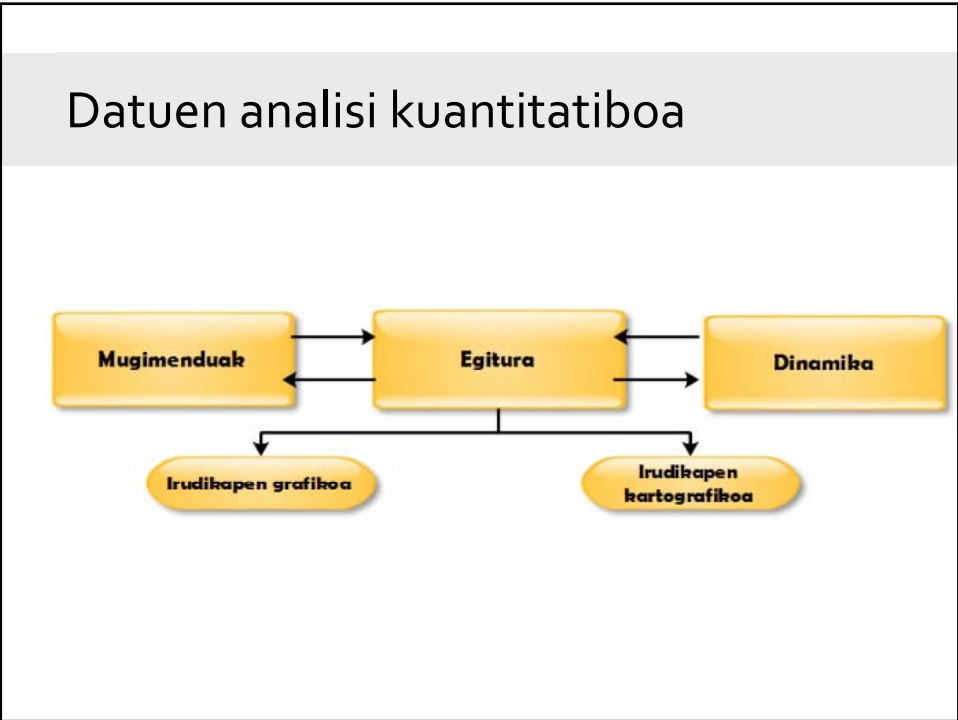 Datuen analisi kuantitatiboa
Mugimenduak
Egitura
Dinamika
Irudikapen grafikoa
Irudikapen
kartografikoa